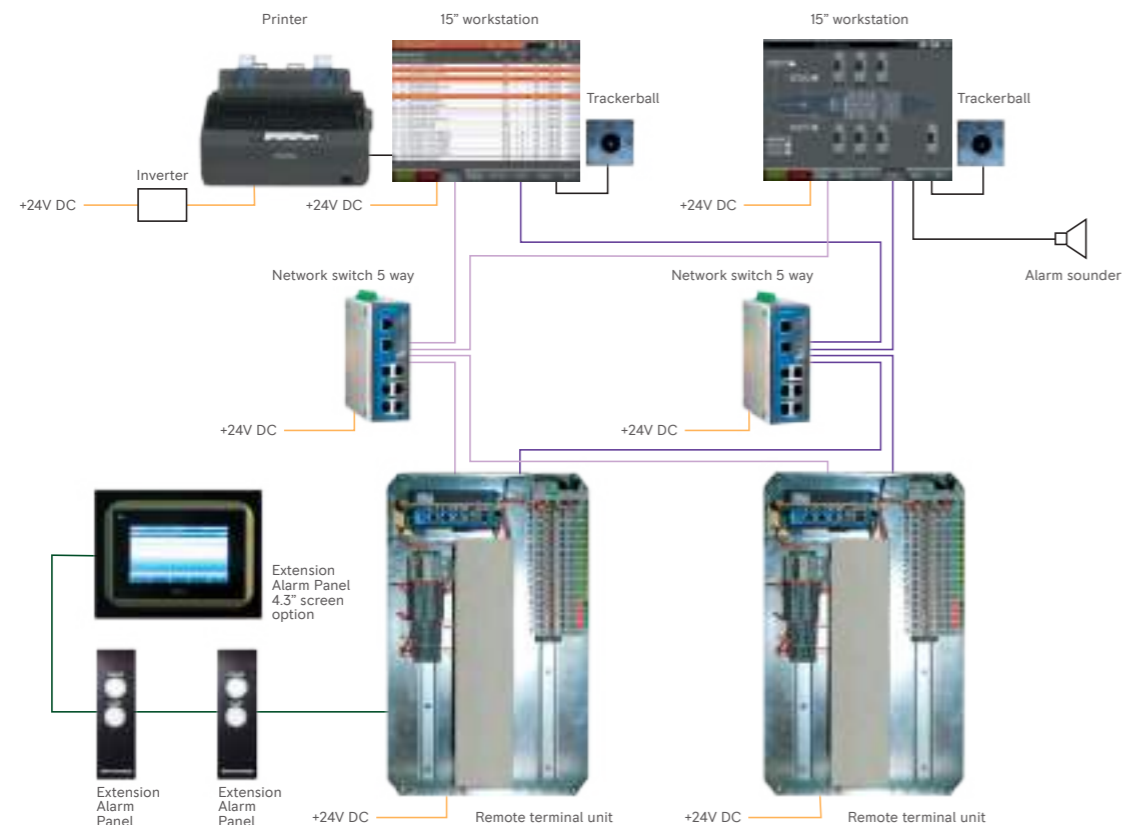 Printer
15” workstation
15” workstation
Trackerball
Trackerball
Inverter
+24V DC
+24V DC
+24V DC
Network switch 5 way
Network switch 5 way
Alarm sounder
+24V DC
+24V DC
Extension
Alarm Panel
4.3” screen
option
Extension
Alarm
Panel
Extension
Alarm
Panel
+24V DC
Remote terminal unit
+24V DC
Remote terminal unit